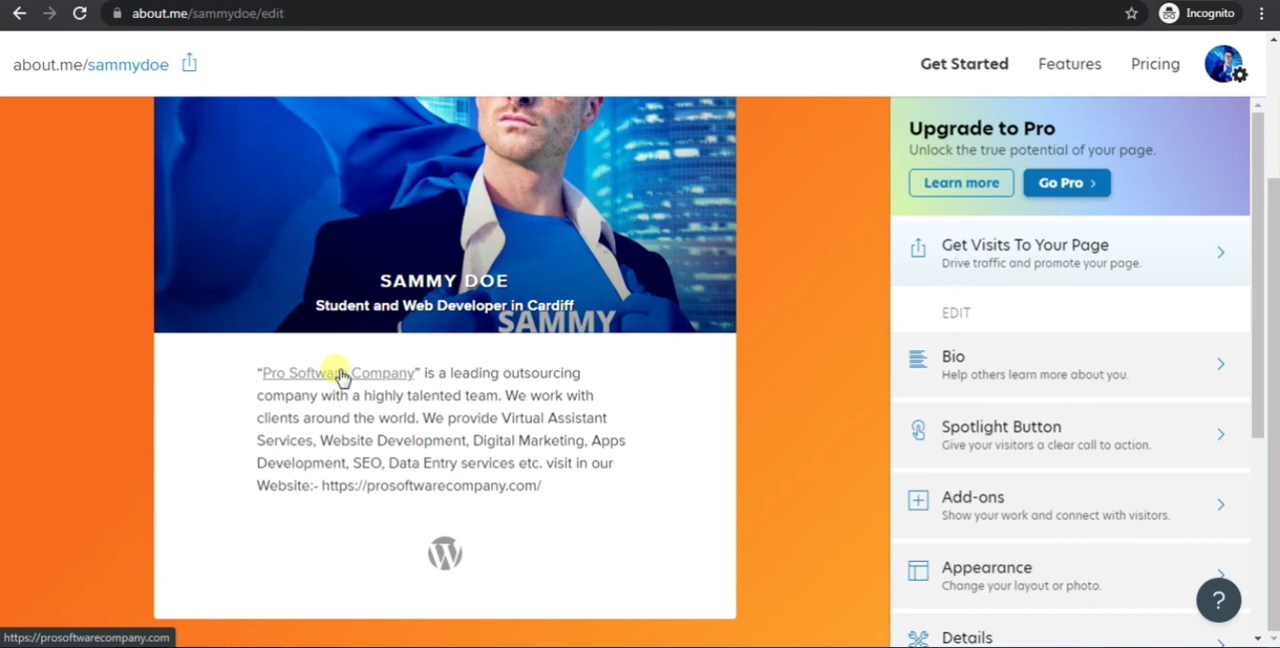 about.me/sammydoe/edit
Incognito
about.me/sammydoe
Get Started
Features
Pricing
SAMMY DOE
Student and Web Developer in Cardiff
SAMMY
“Pro Software Company” is a leading outsourcing
company with a highly talented team. We work with
clients around the world. We provide Virtual Assistant
Services, Website Development, Digital Marketing, Apps
Development, SEO, Data Entry services etc. visit in our
Website:- https://prosoftwarecompany.com/
Upgrade to Pro
Unlock the true potential of your page.
Learn more
Go Pro
Get Visits To Your Page
Drive traffic and promote your page.
EDIT
Bio
Help others learn more about you.
Spotlight Button
Give your visitors a clear call to action.
Add-ons
Show your work and connect with visitors.
Appearance
Change your layout or photo.
?
Details
https://prosoftwarecompany.com